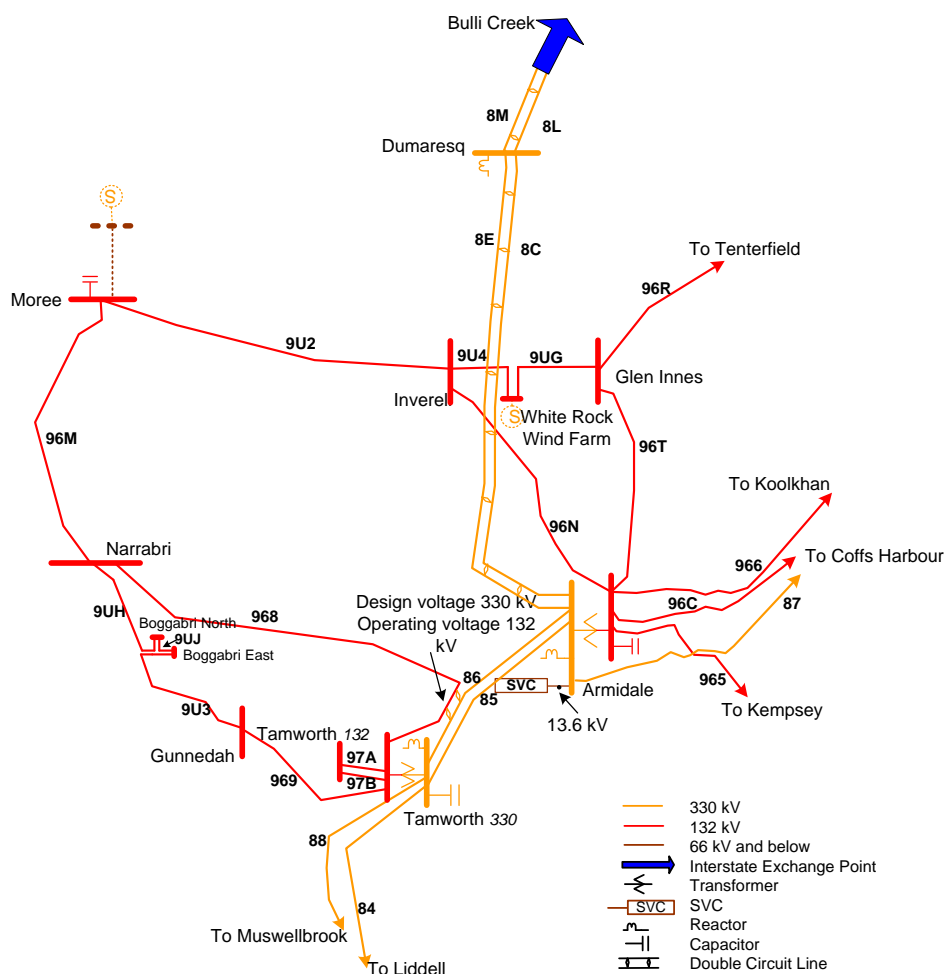 Bulli Creek
8M
8L
Dumaresq
S
8E
8C
To Tenterfield
Moree
96R
9U2
9U4
9UG
Glen Innes
Inverell
S
White Rock
Wind Farm
96M
96T
To Koolkhan
96N
Narrabri
To Coffs Harbour
966
9UH
968
Design voltage 330 kV
Operating voltage 132
kV
96C
87
Boggabri North
9UJ
Boggabri East
86
SVC
85
Armidale
965
9U3
13.6 kV
To Kempsey
Tamworth 132
Gunnedah
97A
969
97B
Tamworth 330
88
84
To Muswellbrook
To Liddell
330 kV
132 kV
66 kV and below
Interstate Exchange Point
Transformer
SVC
SVC
Reactor
Capacitor
Double Circuit Line